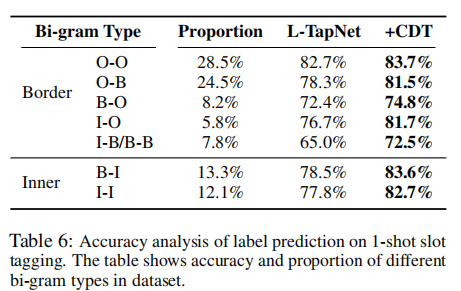 Bi-gram Type Proportion L-TapNet +CDT
Border O-O 28.5% 82.7% 83.7%
O-B 24.5% 78.3% 81.5%
B-O 8.2% 72.4% 74.8%
I-O 5.8% 76.7% 81.7%
I-B/B-B 7.8% 65.0% 72.5%
Inner B-I 13.3% 78.5% 83.6%
I-I 12.1% 77.8% 82.7%
Table 6: Accuracy analysis of label prediction on 1-shot slot
tagging. The table shows accuracy and proportion of different
bi-gram types in dataset.